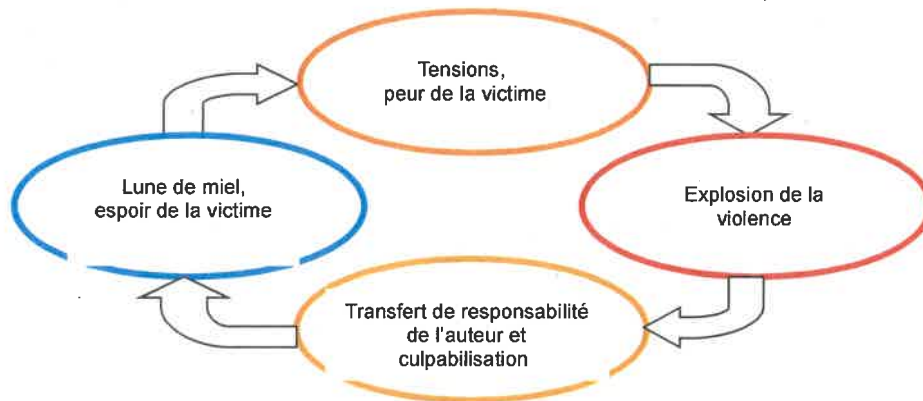 Tensions,
peur de la victime
Explosion de la
violence
Transfert de responsabilité
de l'auteur et
culpabilisation
Lune de miel,
espoir de la victime